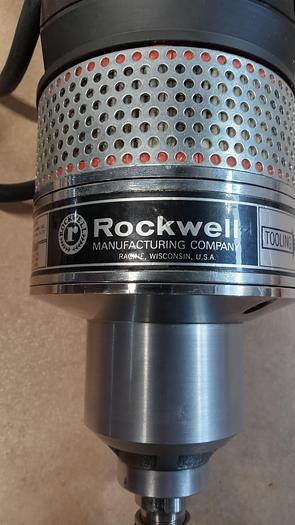 Rockwell
MANUFACTURING COMPANY
RACINE, WISCONSIN, U.S.A.
TOOLING